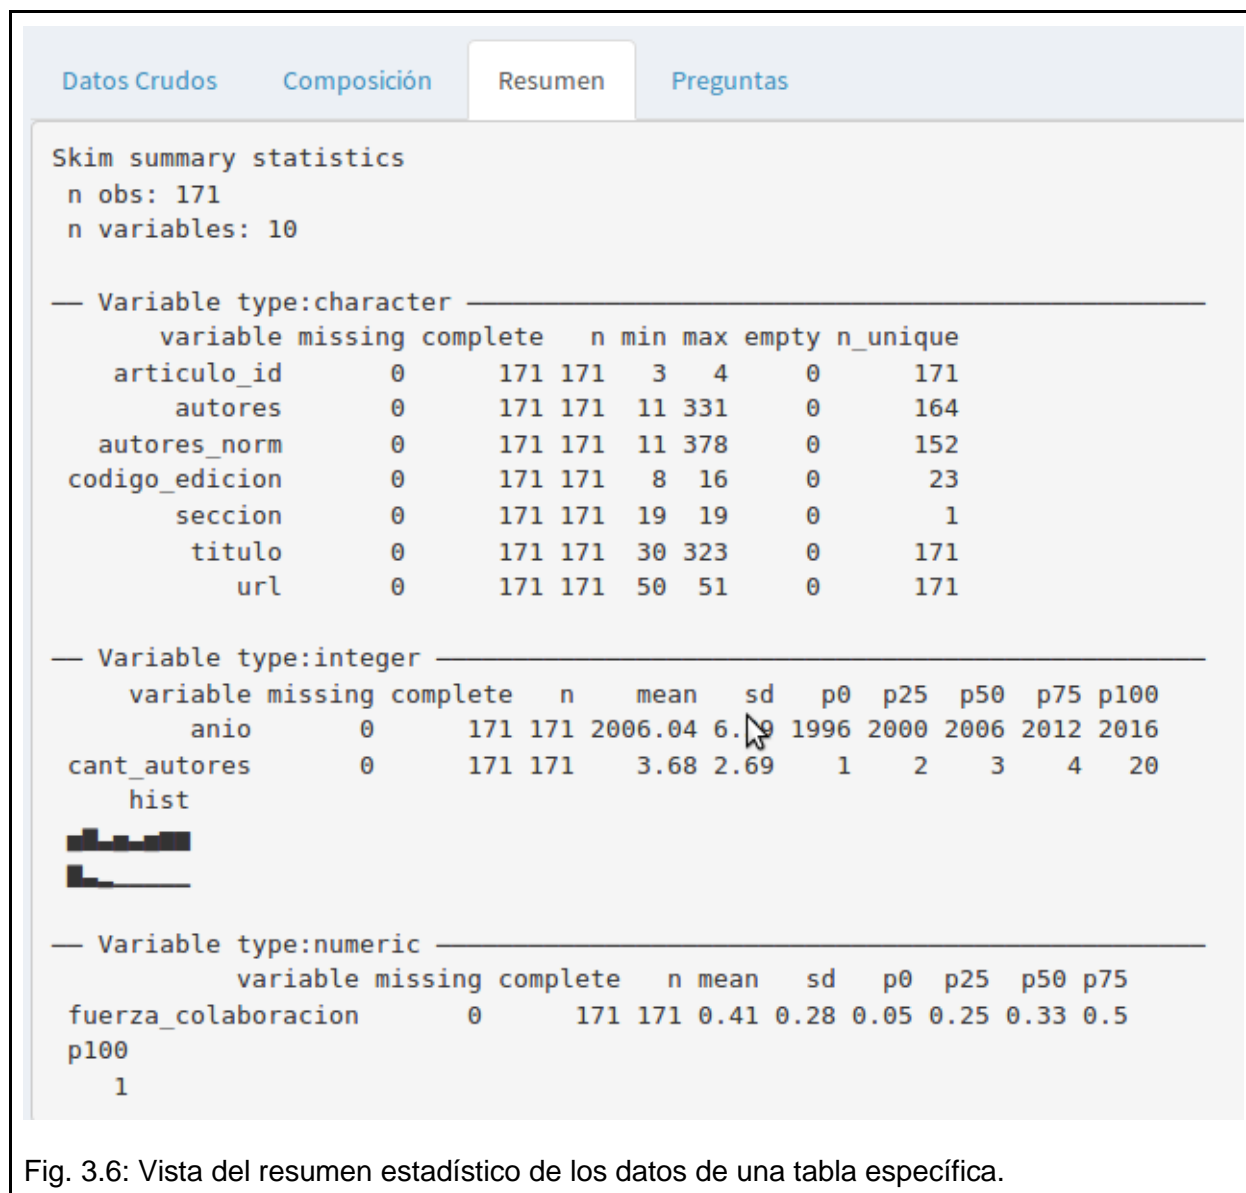 Datos Crudos Composición Resumen Preguntas
Skim summary statistics
n obs: 171
n variables: 10
── Variable type:character ──
variable missing complete n min max empty n_unique
articulo_id 0 171 171 3 4 0 171
autores 0 171 171 11 331 0 164
autores_norm 0 171 171 11 378 0 152
codigo_edicion 0 171 171 8 16 0 23
seccion 0 171 171 19 19 0 1
titulo 0 171 171 30 323 0 171
url 0 171 171 50 51 0 171
── Variable type:integer ──
variable missing complete n mean sd p0 p25 p50 p75 p100
anio 0 171 171 2006.04 1996 2000 2006 2012 2016
cant_autores 0 171 171 3.68 2.69 1 2 3 4 20
hist
── Variable type:numeric ──
variable missing complete n mean sd p0 p25 p50 p75
fuerza_colaboracion 0 171 171 0.41 0.28 0.05 0.25 0.33 0.5
p100
1
Fig. 3.6: Vista del resumen estadístico de los datos de una tabla específica.